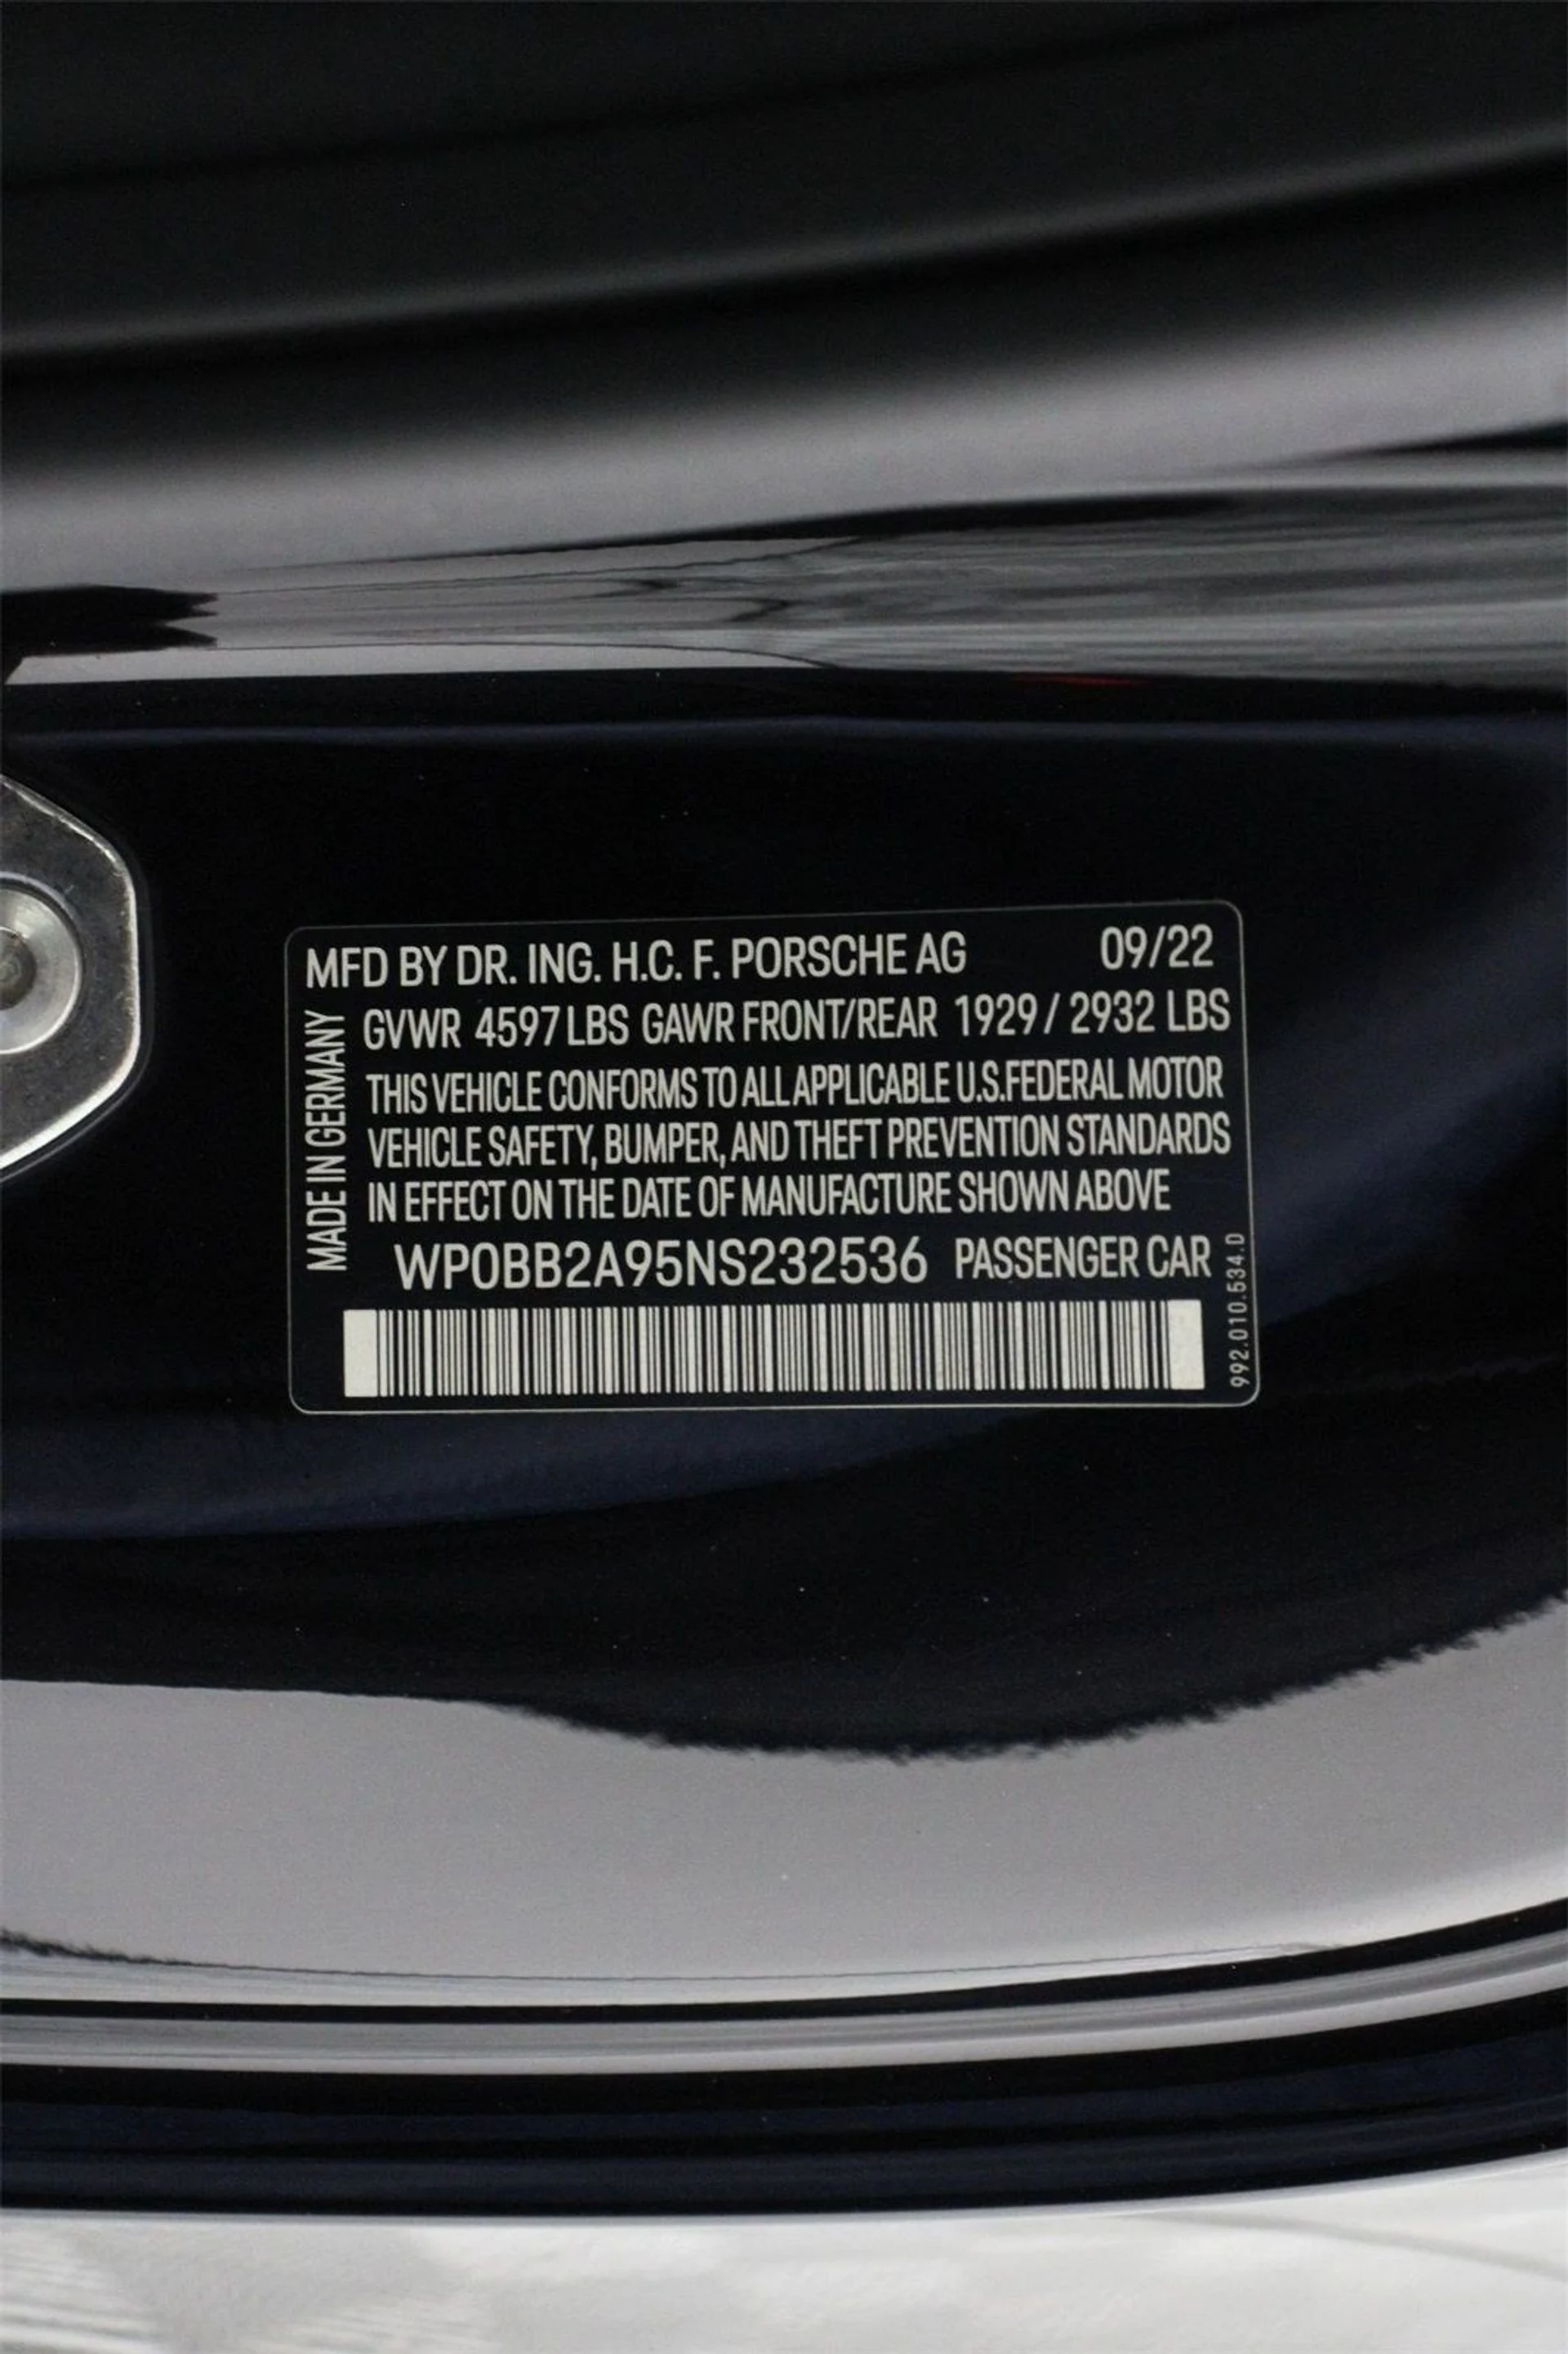 MFD BY DR. ING. H.C. F. PORSCHE AG 09/22
GVWR 4597 LBS GAWR FRONT/REAR 1929 / 2932 LBS
THIS VEHICLE CONFORMS TO ALL APPLICABLE U.S.FEDERAL MOTOR
VEHICLE SAFETY, BUMPER, AND THEFT PREVENTION STANDARDS
IN EFFECT ON THE DATE OF MANUFACTURE SHOWN ABOVE
WP0BB2A95NS232536 PASSENGER CAR
MADE IN GERMANY
992.010.534.D